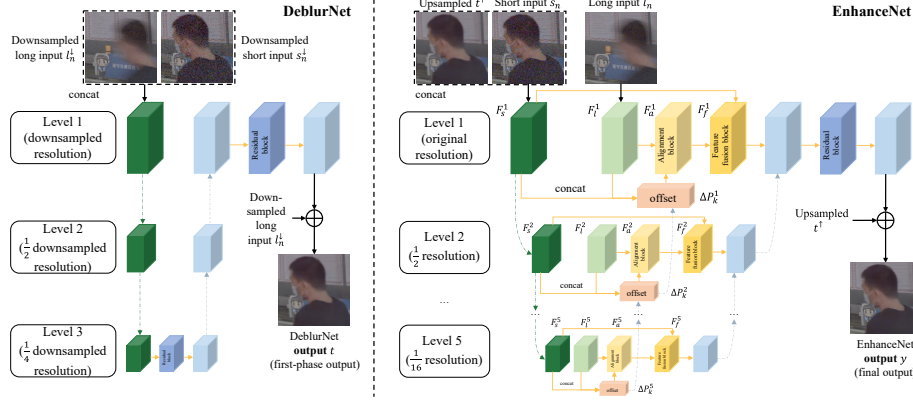 DeblurNet
Downsampled
long input l_n^↓
Downsampled
short input s_n^↓
concat
Level 1
(downsampled
resolution)
Residual
block
Down-
sampled
long
input l_n^↓
Level 2
(1/2 downsampled
resolution)
Level 3
(1/4 downsampled
resolution)
Residual
block
DeblurNet
output t
(first-phase output)
EnhanceNet
Upsampled t^↑
Short input s_n
Long input l_n
concat
Level 1
(original
resolution)
F_s^1
F_l^1
F_a^1
F_f^1
Alignment
block
Feature
fusion block
Residual
block
concat
offset
ΔP_k^1
Level 2
(1/2 resolution)
F_s^2
F_l^2
F_a^2
F_f^2
Alignment
block
Feature
fusion block
concat
offset
ΔP_k^2
...
...
...
Level 5
(1/16 resolution)
F_s^5
F_l^5
F_a^5
F_f^5
Alignment
block
Feature
fusion block
concat
offset
ΔP_k^5
Upsampled
t^↑
EnhanceNet
output y
(final output)